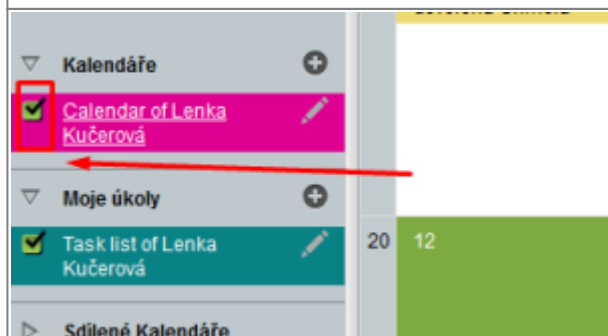 Kalendáře
Calendar of Lenka
Kučerová
Moje úkoly
Task list of Lenka
Kučerová
20 12
Sdílené Kalendáře